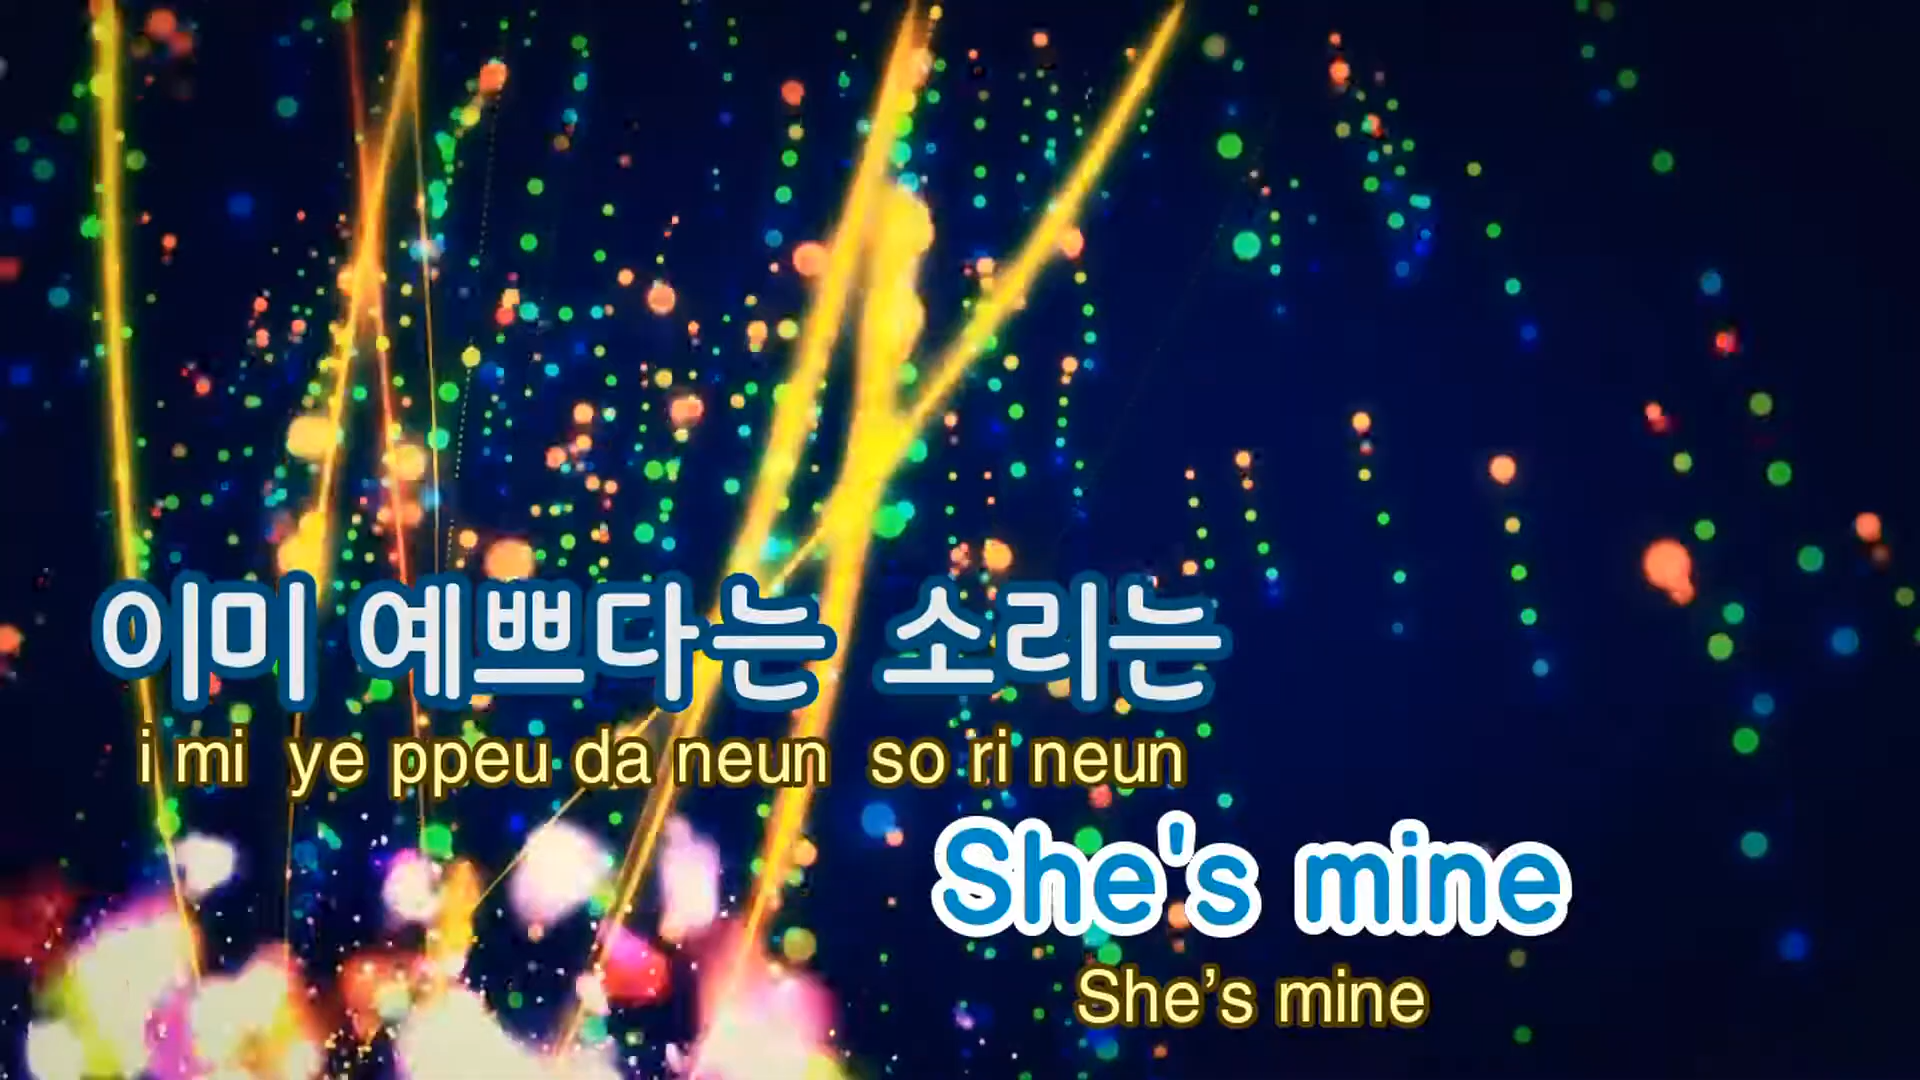 이미 예쁘다는 소리는
i mi ye ppeu da neun so ri neun
She's mine
She’s mine